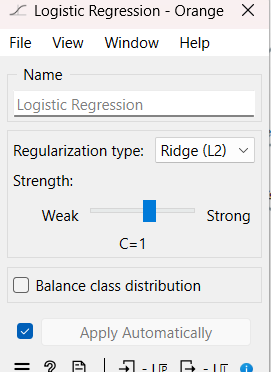 Logistic Regression - Orange
File View Window Help
Name
Logistic Regression
Regularization type: Ridge (L2)
Strength:
Weak Strong
C=1
Balance class distribution
Apply Automatically